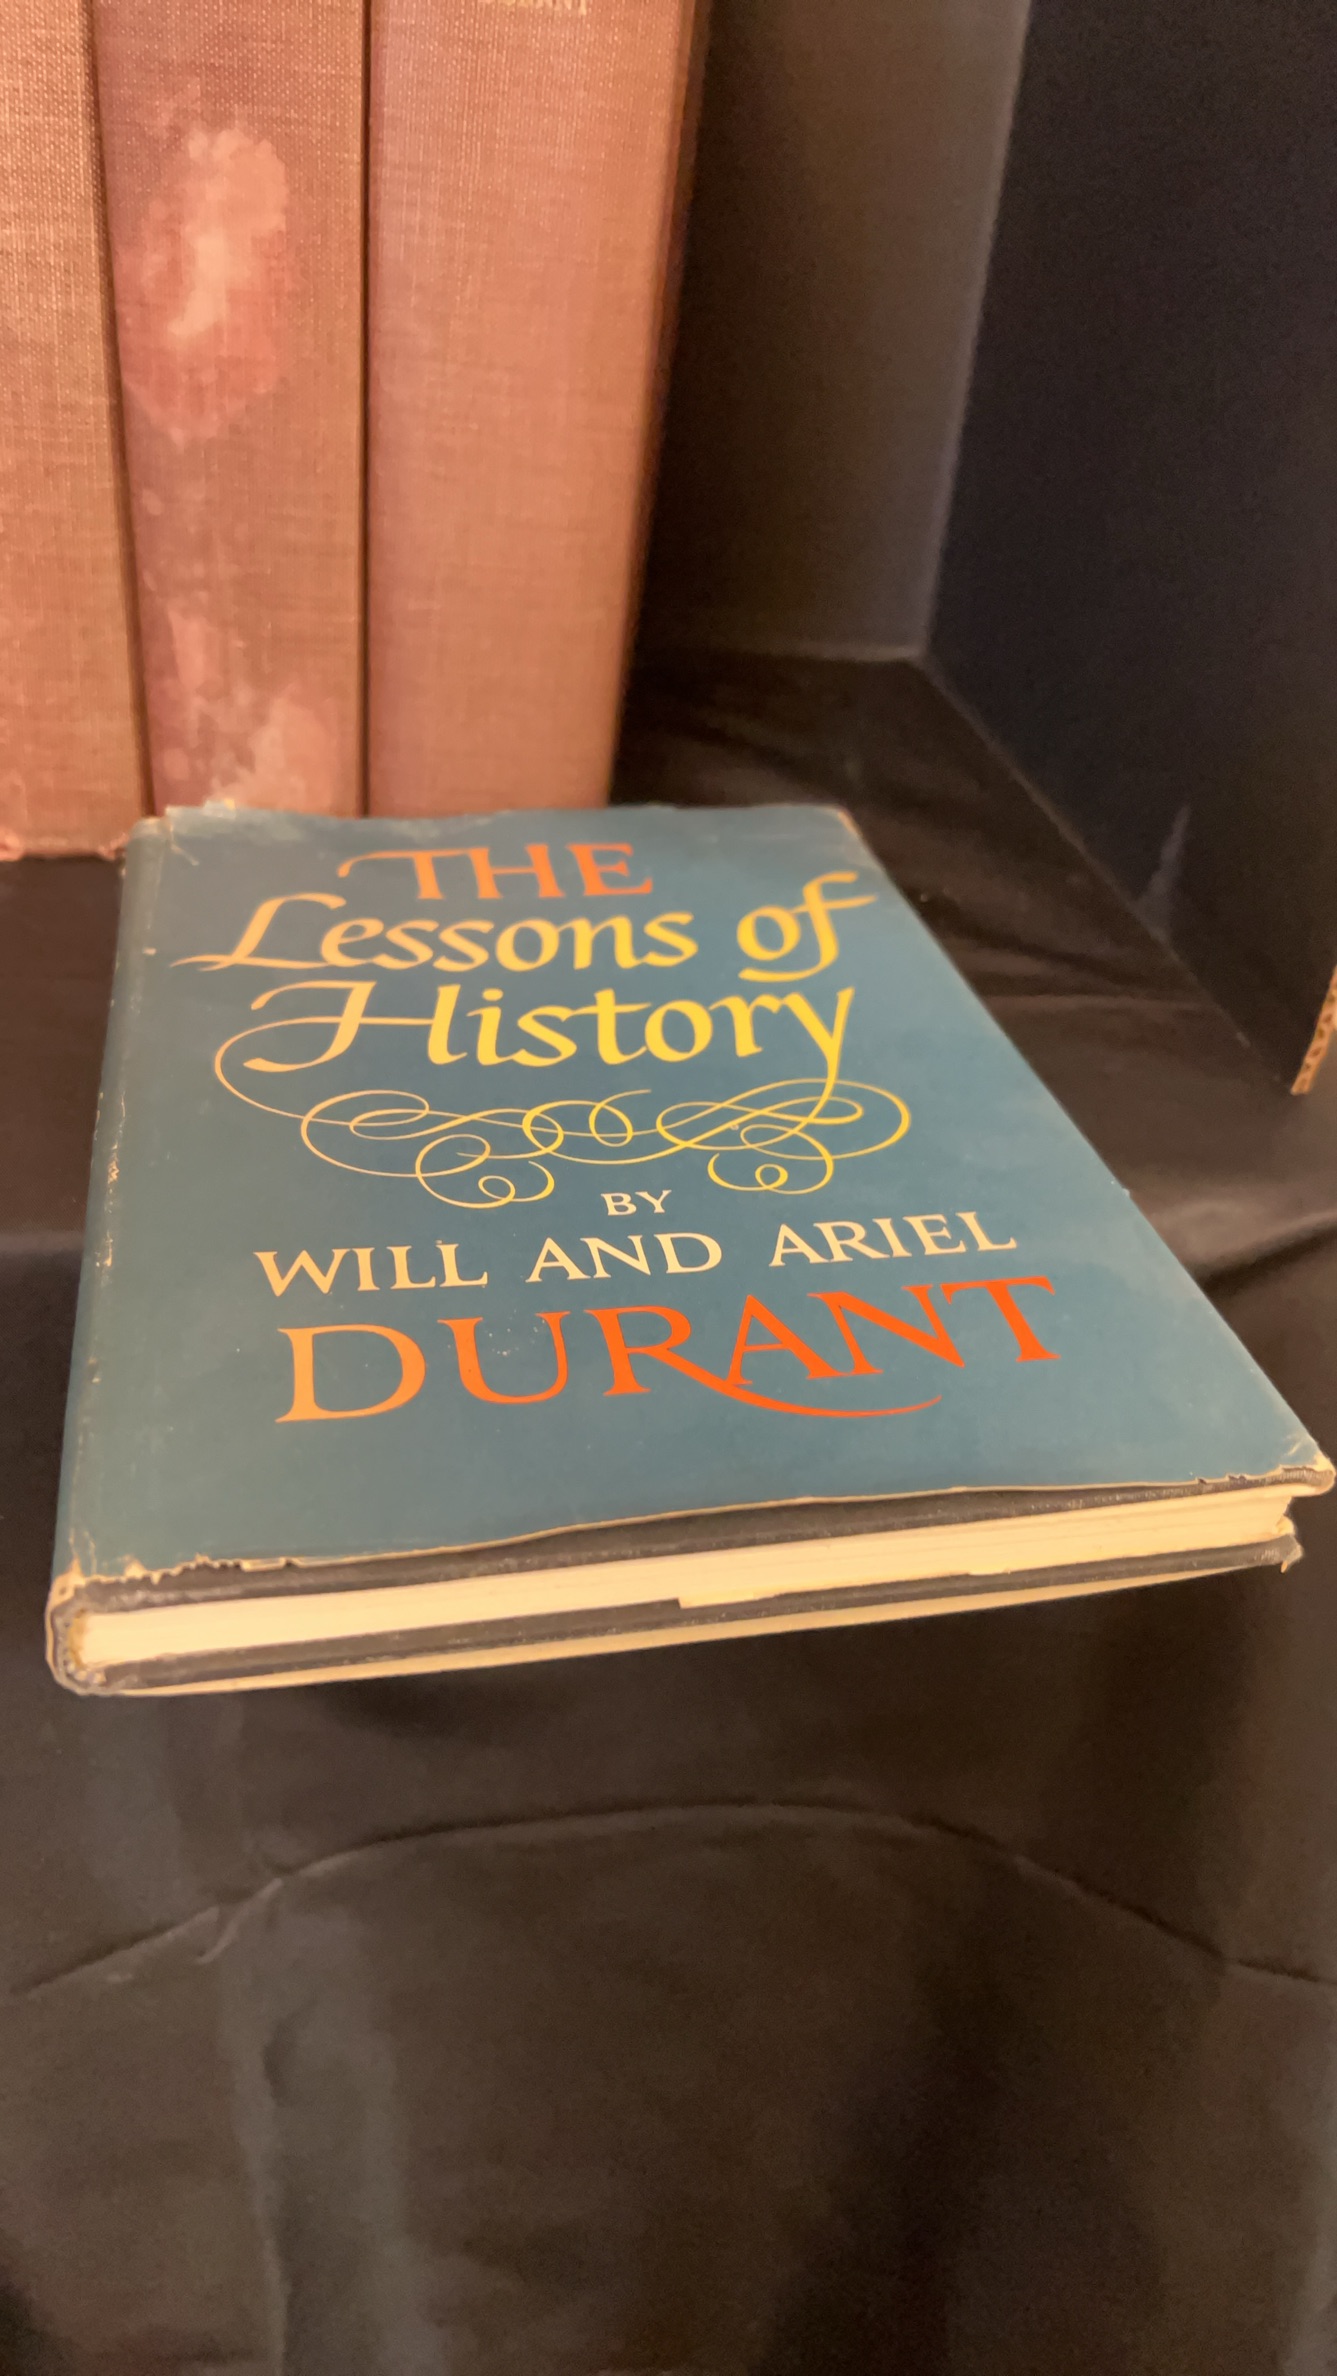 THE
Lessons of
History
BY
WILL AND ARIEL
DURANT